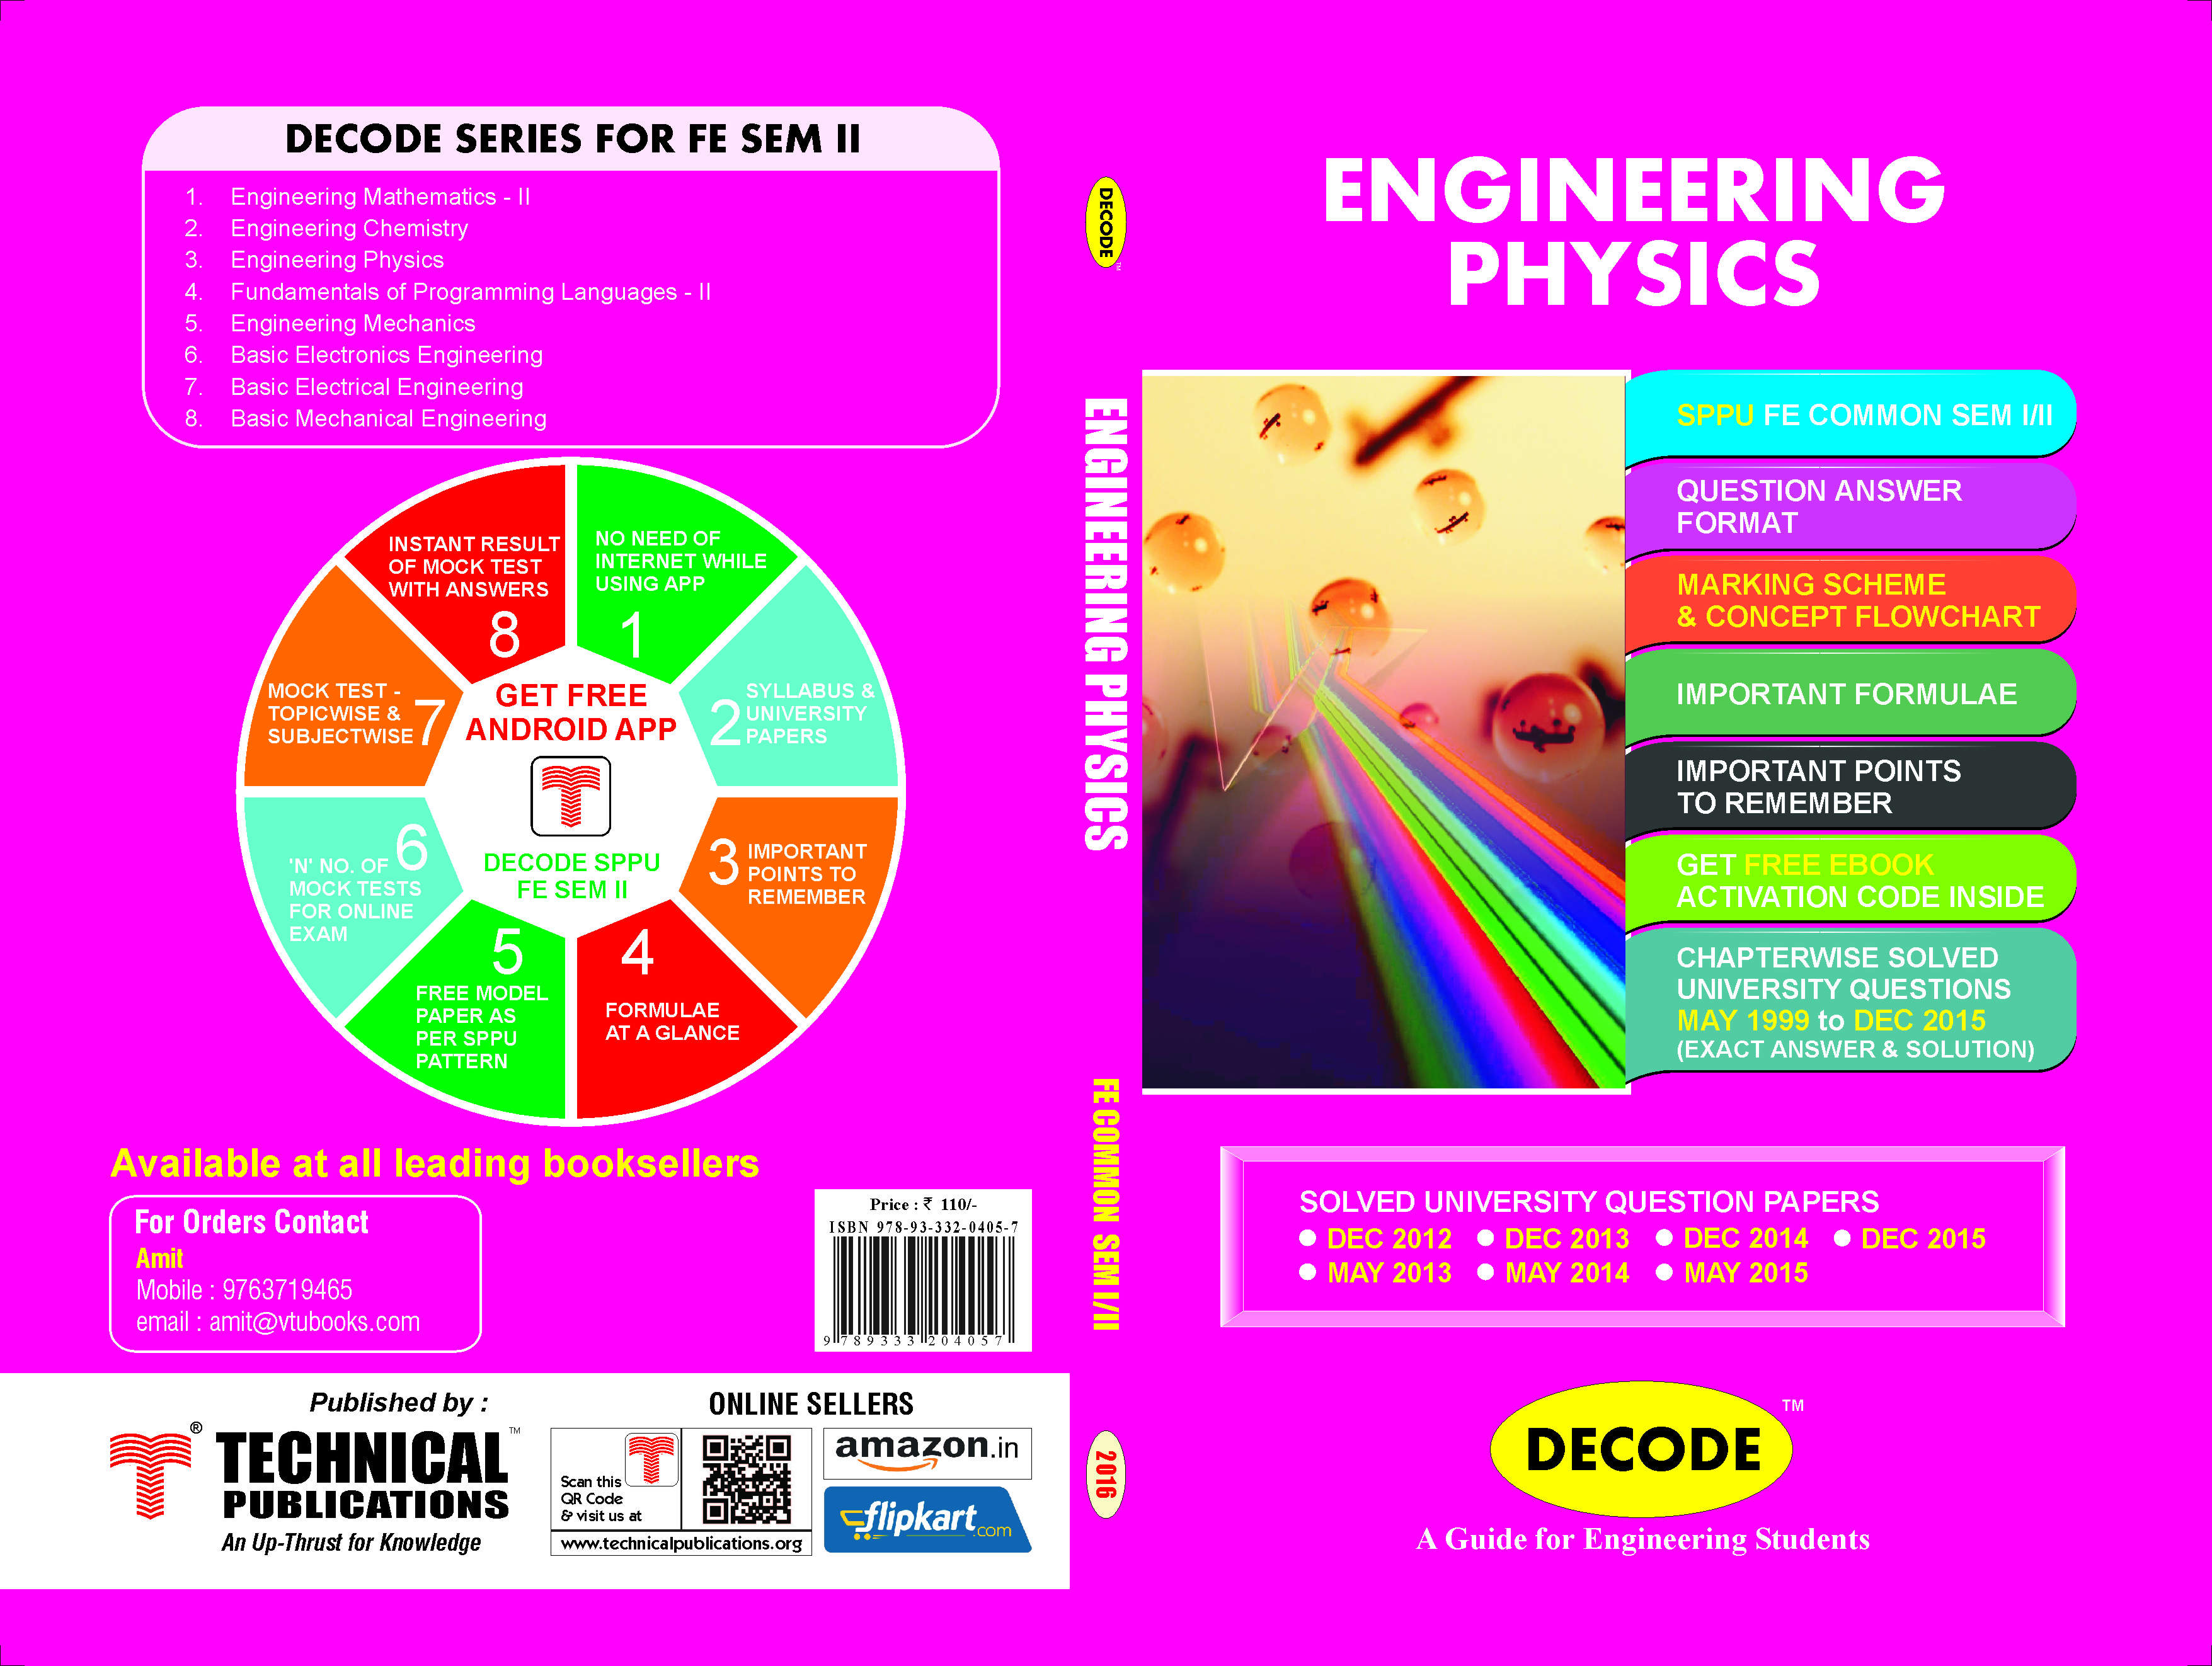 DECODE SERIES FOR FE SEM II
1. Engineering Mathematics - II
2. Engineering Chemistry
3. Engineering Physics
4. Fundamentals of Programming Languages - II
5. Engineering Mechanics
6. Basic Electronics Engineering
7. Basic Electrical Engineering
8. Basic Mechanical Engineering
NO NEED OF
INTERNET WHILE
USING APP
1
2
SYLLABUS &
UNIVERSITY
PAPERS
3
IMPORTANT
POINTS TO
REMEMBER
4
FORMULAE
AT A GLANCE
5
FREE MODEL
PAPER AS
PER SPPU
PATTERN
6
'N' NO. OF
MOCK TESTS
FOR ONLINE
EXAM
MOCK TEST -
TOPICWISE &
SUBJECTWISE
7
INSTANT RESULT
OF MOCK TEST
WITH ANSWERS
8
GET FREE
ANDROID APP
DECODE SPPU
FE SEM II
Available at all leading booksellers
For Orders Contact
Amit
Mobile : 9763719465
email : amit@vtubooks.com
Price : ₹ 110/-
ISBN 978-93-332-0405-7
9 789333 204057
Published by :
®
TECHNICAL™
PUBLICATIONS
An Up-Thrust for Knowledge
Scan this
QR Code
& visit us at
www.technicalpublications.org
ONLINE SELLERS
amazon.in
flipkart.com
DECODE™
ENGINEERING PHYSICS
FE COMMON SEM I/II
2016
ENGINEERING
PHYSICS
SPPU FE COMMON SEM I/II
QUESTION ANSWER
FORMAT
MARKING SCHEME
& CONCEPT FLOWCHART
IMPORTANT FORMULAE
IMPORTANT POINTS
TO REMEMBER
GET FREE EBOOK
ACTIVATION CODE INSIDE
CHAPTERWISE SOLVED
UNIVERSITY QUESTIONS
MAY 1999 to DEC 2015
(EXACT ANSWER & SOLUTION)
SOLVED UNIVERSITY QUESTION PAPERS
● DEC 2012 ● DEC 2013 ● DEC 2014 ● DEC 2015
● MAY 2013 ● MAY 2014 ● MAY 2015
DECODE™
A Guide for Engineering Students